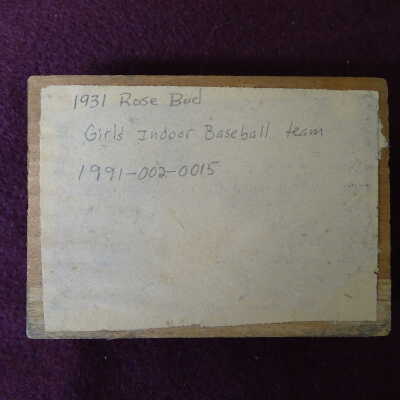 1931 Rose Bud
Girls Indoor Baseball team
1991-002-0015